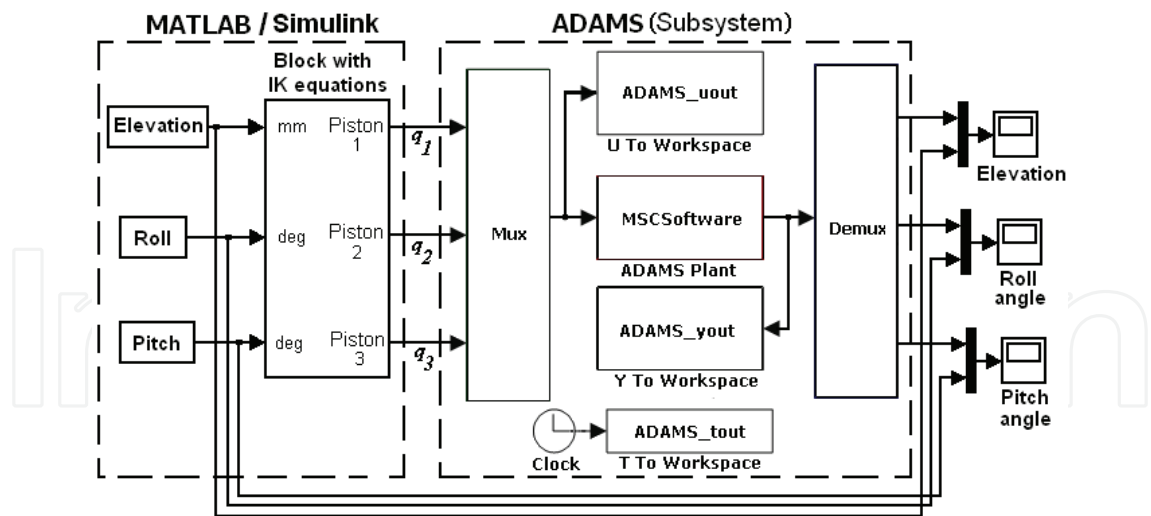 MATLAB / Simulink
ADAMS (Subsystem)
Block with
IK equations
Elevation
mm
Piston
1
q1
Roll
deg
Piston
2
q2
Pitch
deg
Piston
3
q3
Mux
ADAMS_uout
U To Workspace
MSCSoftware
ADAMS Plant
ADAMS_yout
Y To Workspace
Clock
ADAMS_tout
T To Workspace
Demux
Elevation
Roll
angle
Pitch
angle